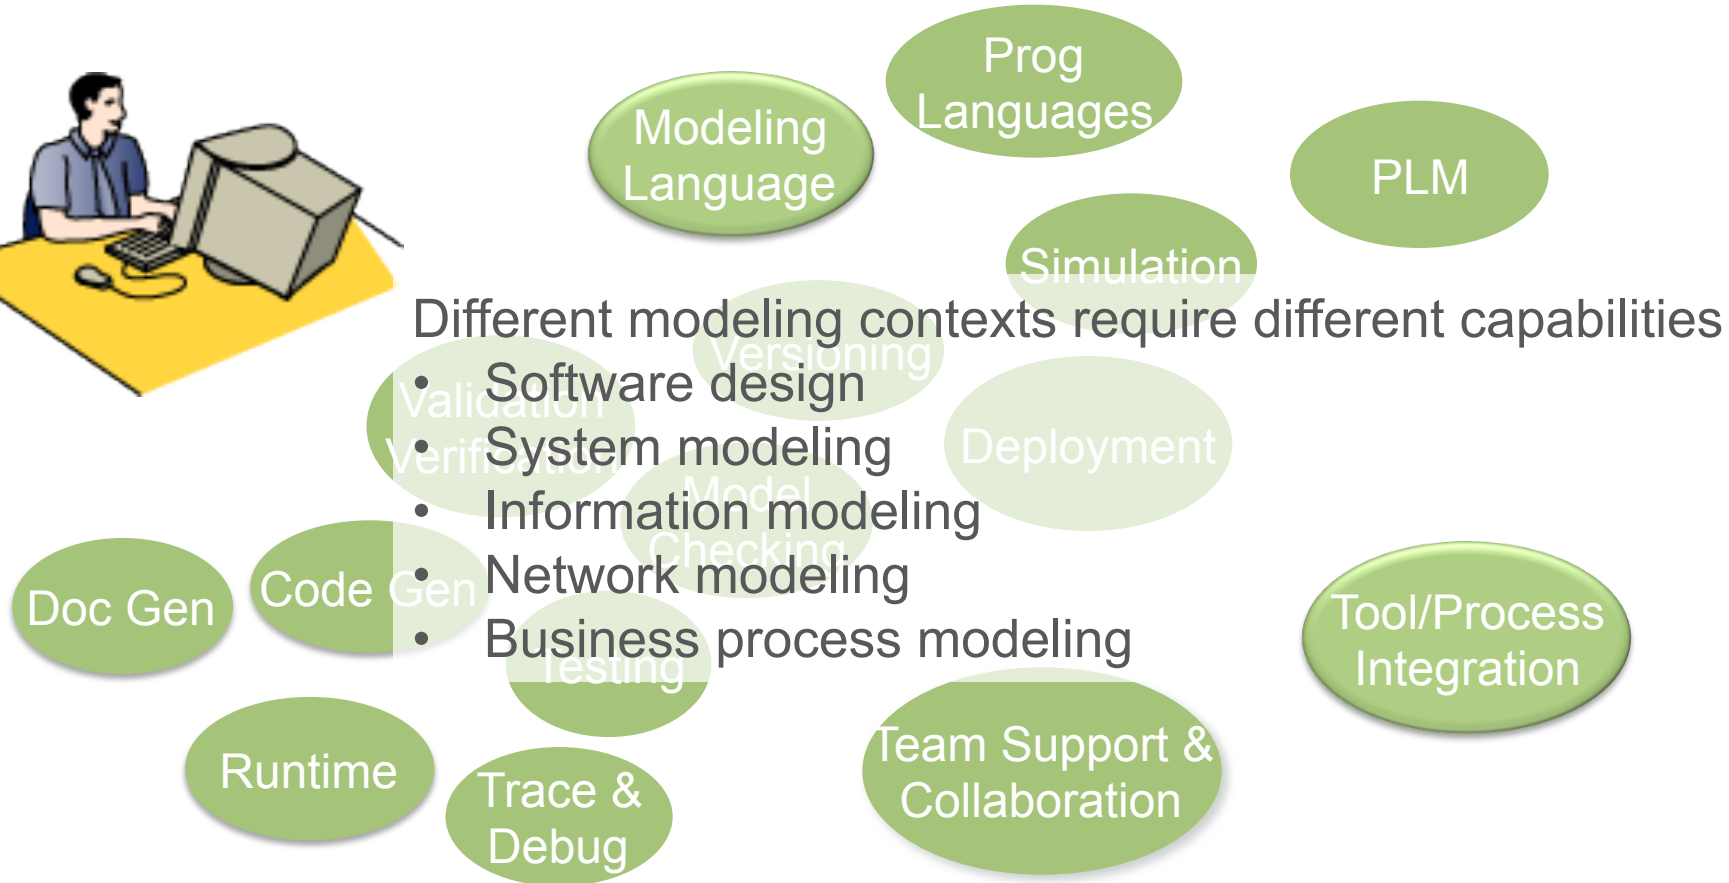 Prog
Languages
Modeling
Language
PLM
Simulation
Different modeling contexts require different capabilities
Versioning
• Software design
Validation
Verification
• System modeling
Deployment
Model
Checking
• Information modeling
• Network modeling
Doc Gen
Code Gen
• Business process modeling
Testing
Tool/Process
Integration
Runtime
Trace &
Debug
Team Support &
Collaboration